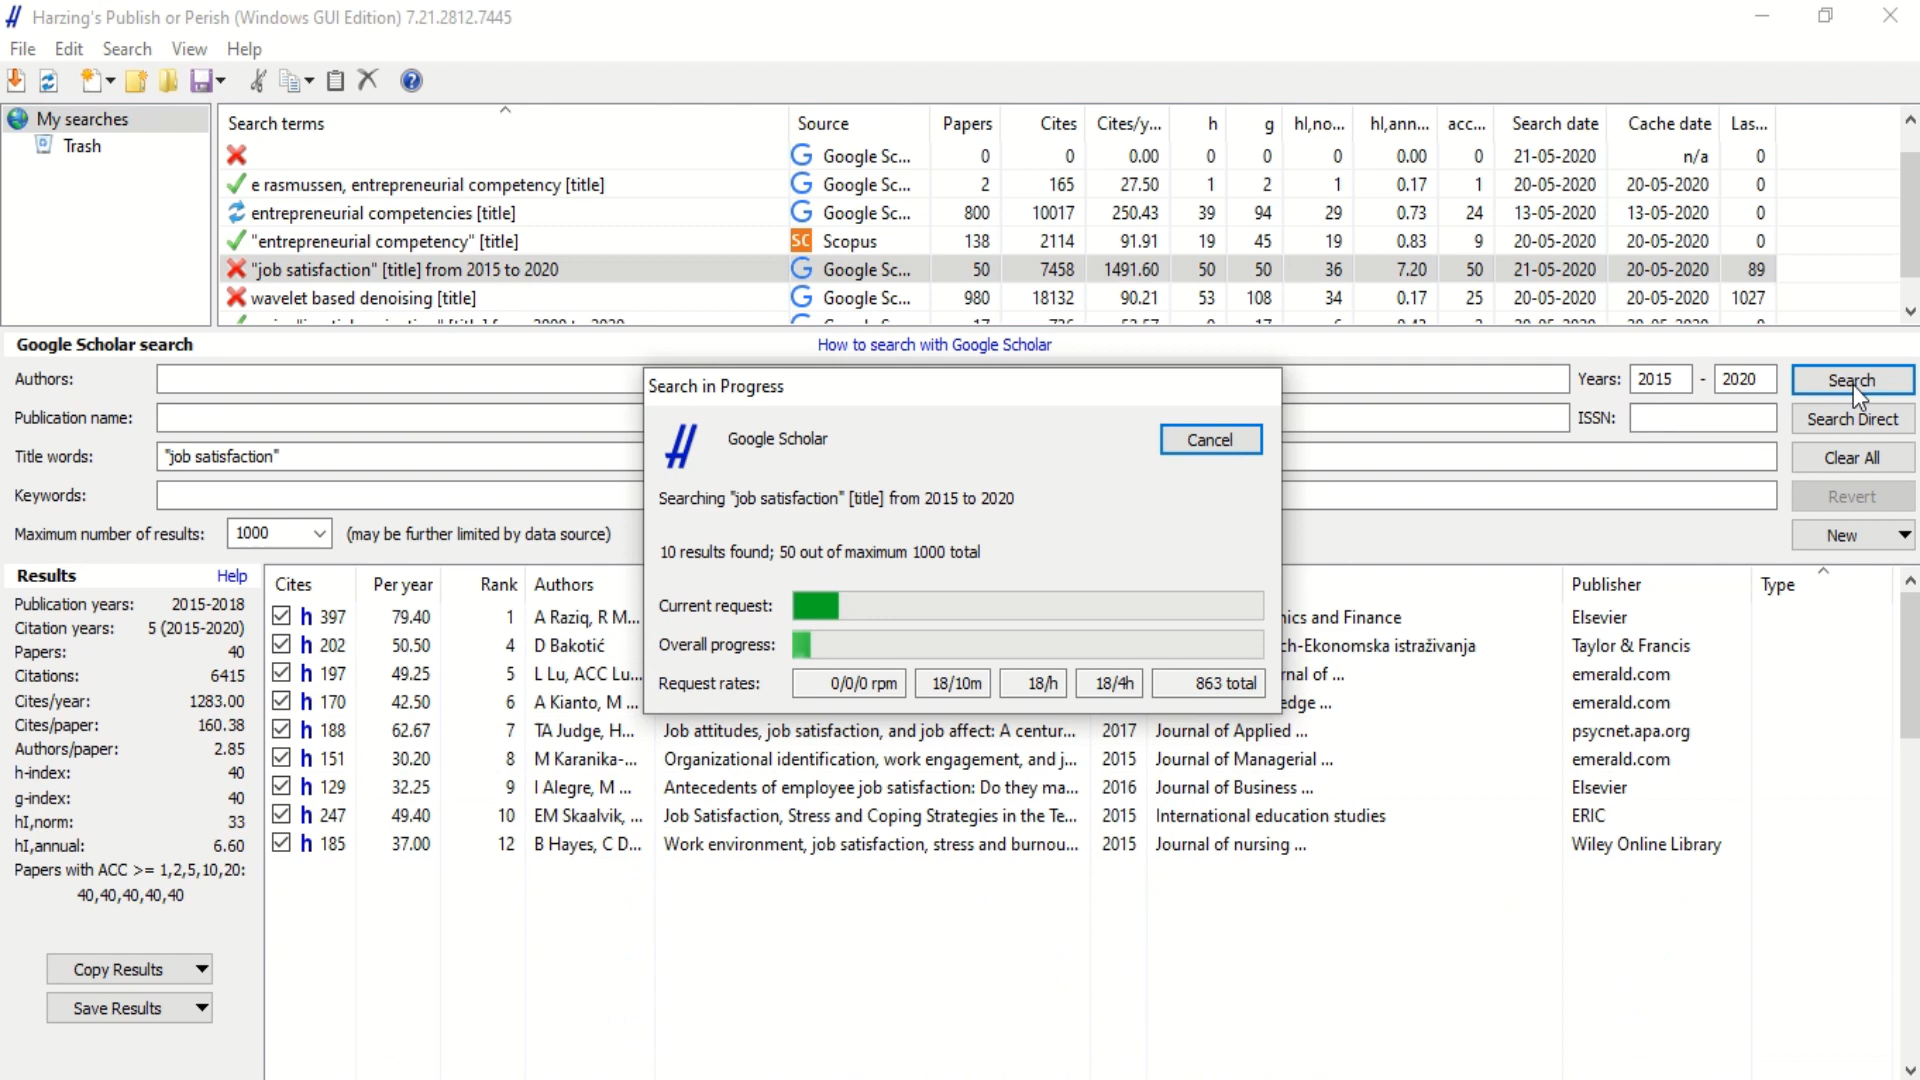 Harzing's Publish or Perish (Windows GUI Edition) 7.21.2812.7445
File Edit Search View Help
My searches
Trash
Search terms Source Papers Cites Cites/y... h g hI,no... hI,ann... acc... Search date Cache date Las...
Google Sc... 0 0 0.00 0 0 0 0.00 0 21-05-2020 n/a 0
e rasmussen, entrepreneurial competency [title] Google Sc... 2 165 27.50 1 2 1 0.17 1 20-05-2020 20-05-2020 0
entrepreneurial competencies [title] Google Sc... 800 10017 250.43 39 94 29 0.73 24 13-05-2020 13-05-2020 0
"entrepreneurial competency" [title] SC Scopus 138 2114 91.91 19 45 19 0.83 9 20-05-2020 20-05-2020 0
"job satisfaction" [title] from 2015 to 2020 Google Sc... 50 7458 1491.60 50 50 36 7.20 50 21-05-2020 20-05-2020 89
wavelet based denoising [title] Google Sc... 980 18132 90.21 53 108 34 0.17 25 20-05-2020 20-05-2020 1027
Google Scholar search How to search with Google Scholar
Authors: Years: 2015 - 2020 Search
Publication name: ISSN: Search Direct
Title words: "job satisfaction" Clear All
Keywords: Revert
Maximum number of results: 1000 (may be further limited by data source) New
Search in Progress
Google Scholar Cancel
Searching "job satisfaction" [title] from 2015 to 2020
10 results found; 50 out of maximum 1000 total
Current request:
Overall progress:
Request rates: 0/0/0 rpm 18/10m 18/h 18/4h 863 total
Results Help
Publication years: 2015-2018
Citation years: 5 (2015-2020)
Papers: 40
Citations: 6415
Cites/year: 1283.00
Cites/paper: 160.38
Authors/paper: 2.85
h-index: 40
g-index: 40
hI,norm: 33
hI,annual: 6.60
Papers with ACC >= 1,2,5,10,20:
40,40,40,40,40
Copy Results
Save Results
Cites Per year Rank Authors Publisher Type
h 397 79.40 1 A Raziq, R M... ics and Finance Elsevier
h 202 50.50 4 D Bakotić ch-Ekonomska istraživanja Taylor & Francis
h 197 49.25 5 L Lu, ACC Lu... nal of ... emerald.com
h 170 42.50 6 A Kianto, M ... edge ... emerald.com
h 188 62.67 7 TA Judge, H... Job attitudes, job satisfaction, and job affect: A centur... 2017 Journal of Applied ... psycnet.apa.org
h 151 30.20 8 M Karanika-... Organizational identification, work engagement, and j... 2015 Journal of Managerial ... emerald.com
h 129 32.25 9 I Alegre, M ... Antecedents of employee job satisfaction: Do they ma... 2016 Journal of Business ... Elsevier
h 247 49.40 10 EM Skaalvik, ... Job Satisfaction, Stress and Coping Strategies in the Te... 2015 International education studies ERIC
h 185 37.00 12 B Hayes, C D... Work environment, job satisfaction, stress and burnou... 2015 Journal of nursing ... Wiley Online Library